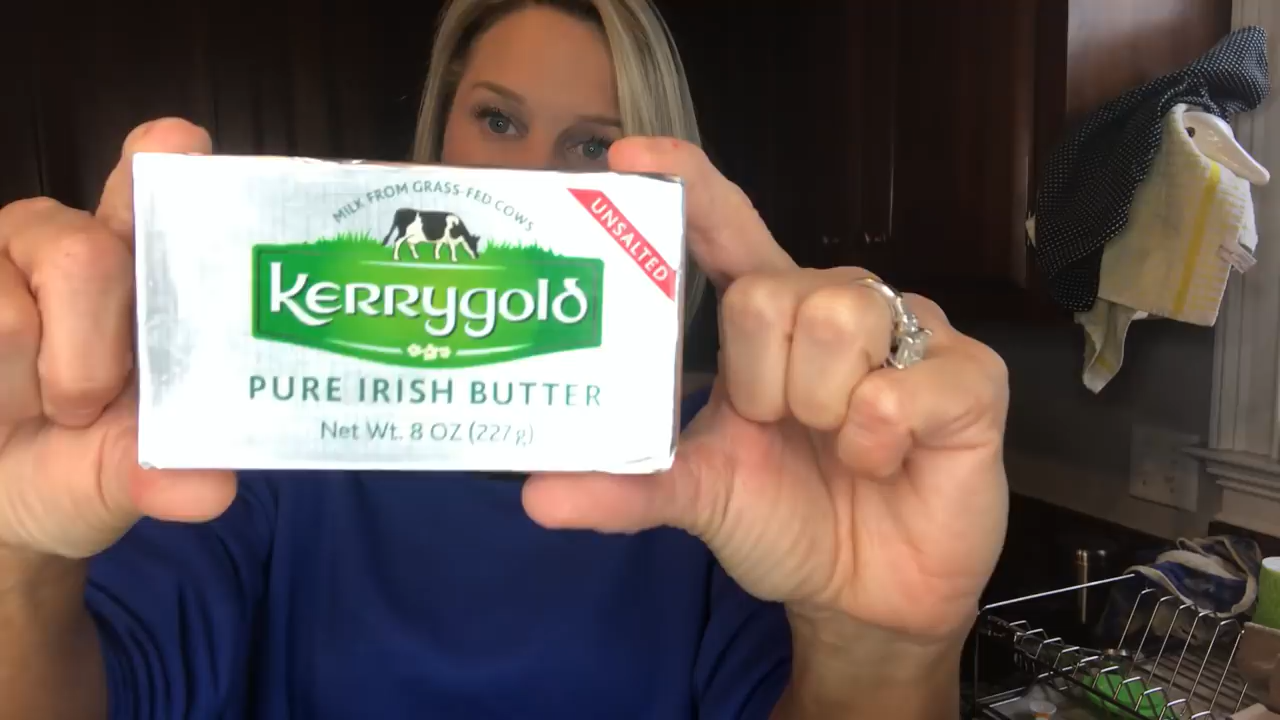 MILK FROM GRASS-FED COWS
UNSALTED
Kerrygold
PURE IRISH BUTTER
Net Wt. 8 OZ (227g)